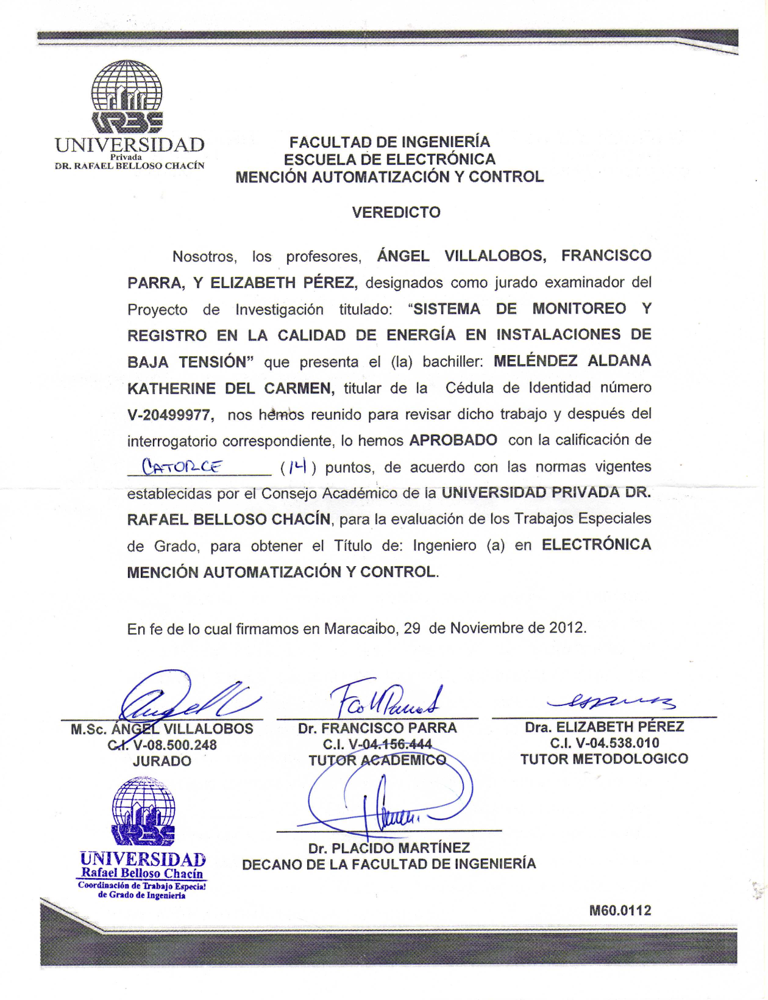 URBE
UNIVERSIDAD
Privada
DR. RAFAEL BELLOSO CHACÍN
FACULTAD DE INGENIERÍA
ESCUELA DE ELECTRÓNICA
MENCIÓN AUTOMATIZACIÓN Y CONTROL
VEREDICTO
Nosotros, los profesores, ÁNGEL VILLALOBOS, FRANCISCO
PARRA, Y ELIZABETH PÉREZ, designados como jurado examinador del
Proyecto de Investigación titulado: “SISTEMA DE MONITOREO Y
REGISTRO EN LA CALIDAD DE ENERGÍA EN INSTALACIONES DE
BAJA TENSIÓN” que presenta el (la) bachiller: MELÉNDEZ ALDANA
KATHERINE DEL CARMEN, titular de la Cédula de Identidad número
V-20499977, nos hemos reunido para revisar dicho trabajo y después del
interrogatorio correspondiente, lo hemos APROBADO con la calificación de
CATORCE (14) puntos, de acuerdo con las normas vigentes
establecidas por el Consejo Académico de la UNIVERSIDAD PRIVADA DR.
RAFAEL BELLOSO CHACÍN, para la evaluación de los Trabajos Especiales
de Grado, para obtener el Título de: Ingeniero (a) en ELECTRÓNICA
MENCIÓN AUTOMATIZACIÓN Y CONTROL.
En fe de lo cual firmamos en Maracaibo, 29 de Noviembre de 2012.
M.Sc. ÁNGEL VILLALOBOS
C.I. V-08.500.248
JURADO
Dr. FRANCISCO PARRA
C.I. V-04.156.444
TUTOR ACADEMICO
Dra. ELIZABETH PÉREZ
C.I. V-04.538.010
TUTOR METODOLOGICO
Dr. PLACIDO MARTÍNEZ
DECANO DE LA FACULTAD DE INGENIERÍA
URBE
UNIVERSIDAD
Rafael Belloso Chacín
Coordinación de Trabajo Especial
de Grado de Ingenieria
M60.0112